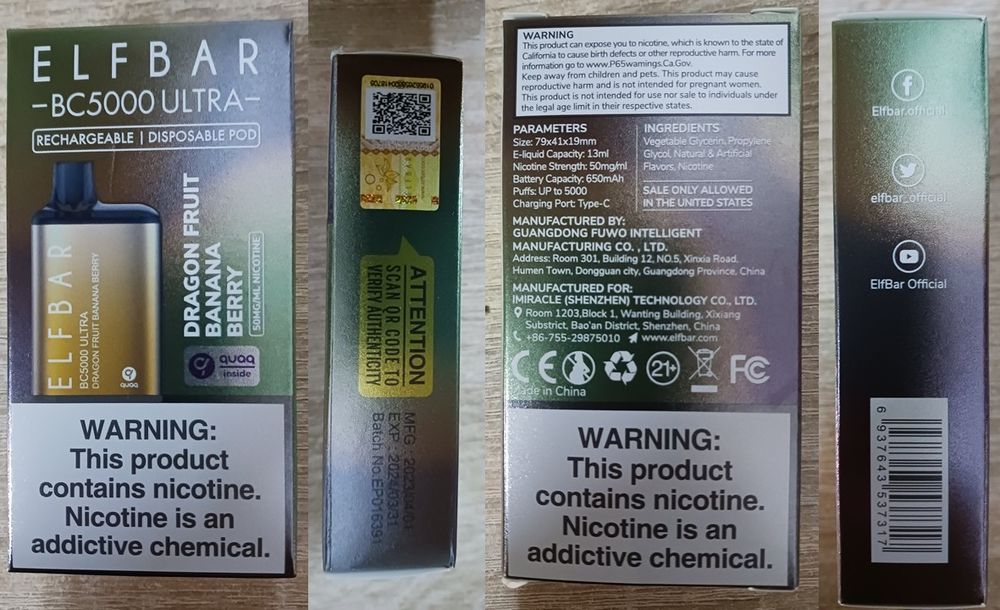 ELFBAR
-BC5000 ULTRA-
RECHARGEABLE | DISPOSABLE POD
DRAGON FRUIT
BANANA
BERRY
50MG/ML NICOTINE
ELFBAR
BC5000 ULTRA
DRAGON FRUIT BANANA BERRY
quaq
quaq
inside
WARNING:
This product
contains nicotine.
Nicotine is an
addictive chemical.
ATTENTION
SCAN QR CODE TO
VERIFY AUTHENTICITY
MFG : 2023/04/01
EXP : 2024/03/31
Batch No:EP016391
WARNING
This product can expose you to nicotine, which is known to the state of
California to cause birth defects or other reproductive harm. For more
information go to www.P65warnings.Ca.Gov.
Keep away from children and pets. This product may cause
reproductive harm and is not intended for pregnant women.
This product is not intended for use nor sale to individuals under
the legal age limit in their respective states.
PARAMETERS
Size: 79x41x19mm
E-liquid Capacity: 13ml
Nicotine Strength: 50mg/ml
Battery Capacity: 650mAh
Puffs: UP to 5000
Charging Port: Type-C
INGREDIENTS
Vegetable Glycerin, Propylene
Glycol, Natural & Artificial
Flavors, Nicotine
SALE ONLY ALLOWED
IN THE UNITED STATES
MANUFACTURED BY:
GUANGDONG FUWO INTELLIGENT
MANUFACTURING CO. , LTD.
Address: Room 301, Building 12, NO.5, Xinxia Road,
Humen Town, Dongguan city, Guangdong Province, China
MANUFACTURED FOR:
IMIRACLE (SHENZHEN) TECHNOLOGY CO., LTD.
Room 1203,Block 1, Wanting Building, Xixiang
Substrict, Bao'an District, Shenzhen, China
+86-755-29875010 www.elfbar.com
CE 21+ FC
Made in China
WARNING:
This product
contains nicotine.
Nicotine is an
addictive chemical.
Elfbar.official
elfbar_official
ElfBar Official
6 937643 537317